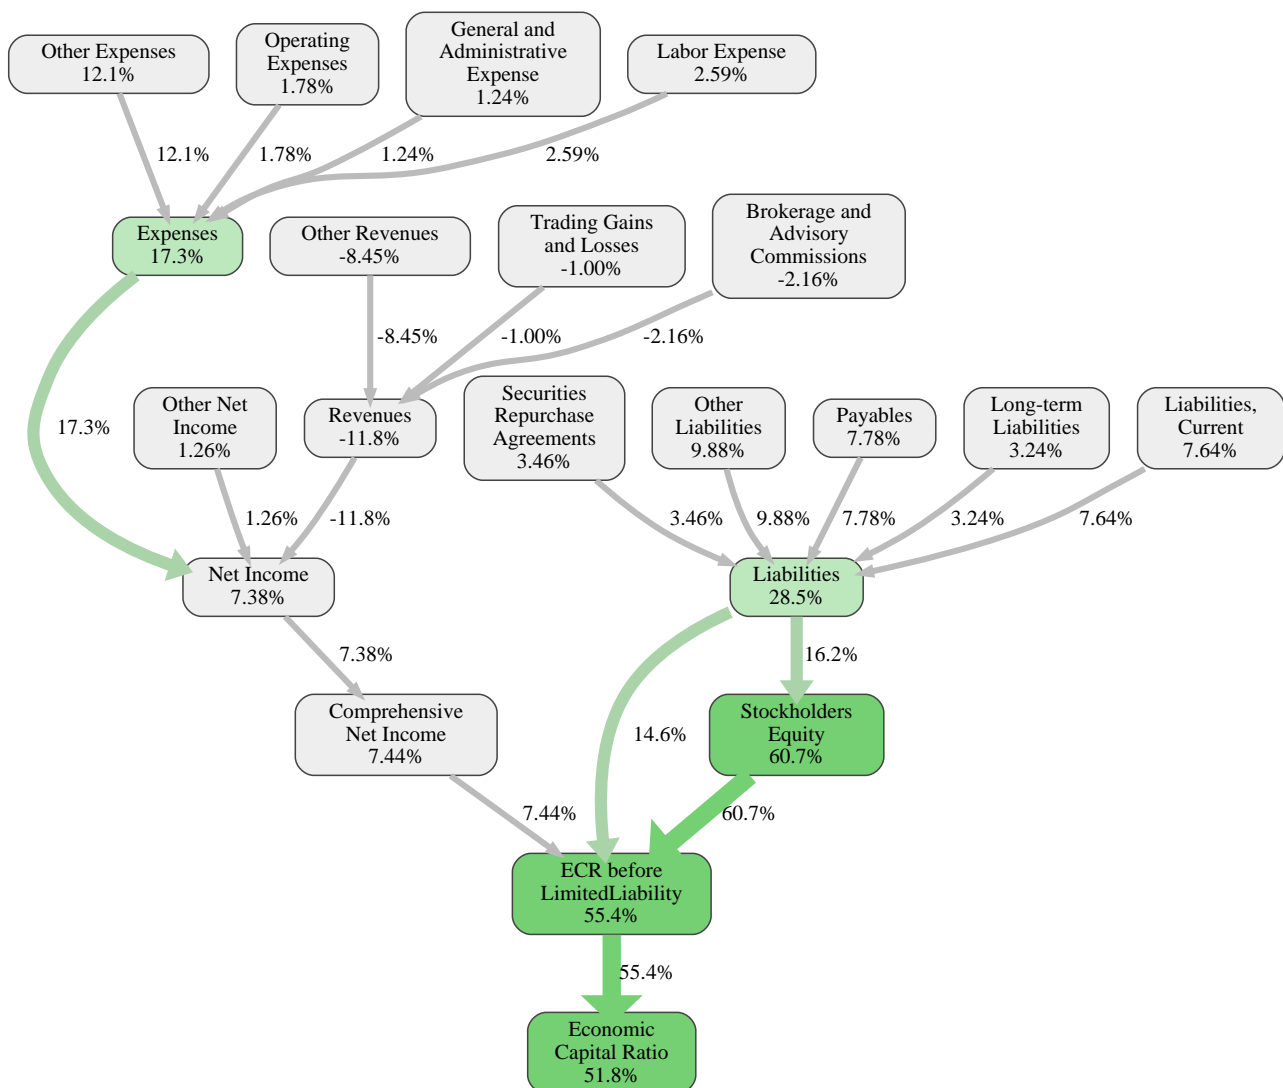 Other Expenses
12.1%
Operating
Expenses
1.78%
General and
Administrative
Expense
1.24%
Labor Expense
2.59%
12.1%
1.78%
1.24%
2.59%
Expenses
17.3%
Other Revenues
-8.45%
Trading Gains
and Losses
-1.00%
Brokerage and
Advisory
Commissions
-2.16%
-8.45%
-1.00%
-2.16%
17.3%
Other Net
Income
1.26%
Revenues
-11.8%
Securities
Repurchase
Agreements
3.46%
Other
Liabilities
9.88%
Payables
7.78%
Long-term
Liabilities
3.24%
Liabilities,
Current
7.64%
1.26%
-11.8%
3.46%
9.88%
7.78%
3.24%
7.64%
Net Income
7.38%
Liabilities
28.5%
7.38%
16.2%
Comprehensive
Net Income
7.44%
14.6%
Stockholders
Equity
60.7%
7.44%
60.7%
ECR before
LimitedLiability
55.4%
55.4%
Economic
Capital Ratio
51.8%